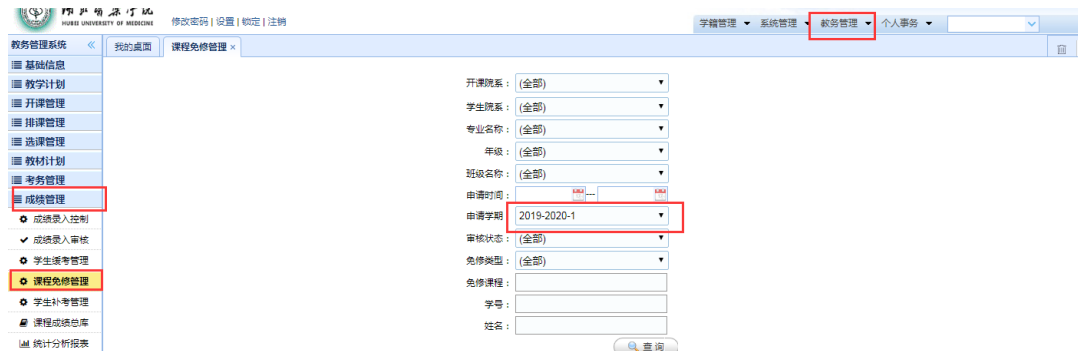 HUBEI UNIVERSITY OF MEDICINE
修改密码 | 设置 | 锁定 | 注销
学籍管理 系统管理 教务管理 个人事务
教务管理系统 «
我的桌面 课程免修管理 ×
基础信息
教学计划
开课管理
排课管理
选课管理
教材计划
考务管理
成绩管理
成绩录入控制
成绩录入审核
学生缓考管理
课程免修管理
学生补考管理
课程成绩总库
统计分析报表
开课院系： (全部)
学生院系： (全部)
专业名称： (全部)
年级： (全部)
班级名称： (全部)
申请时间： ---
申请学期 2019-2020-1
审核状态： (全部)
免修类型： (全部)
免修课程：
学号：
姓名：
查询